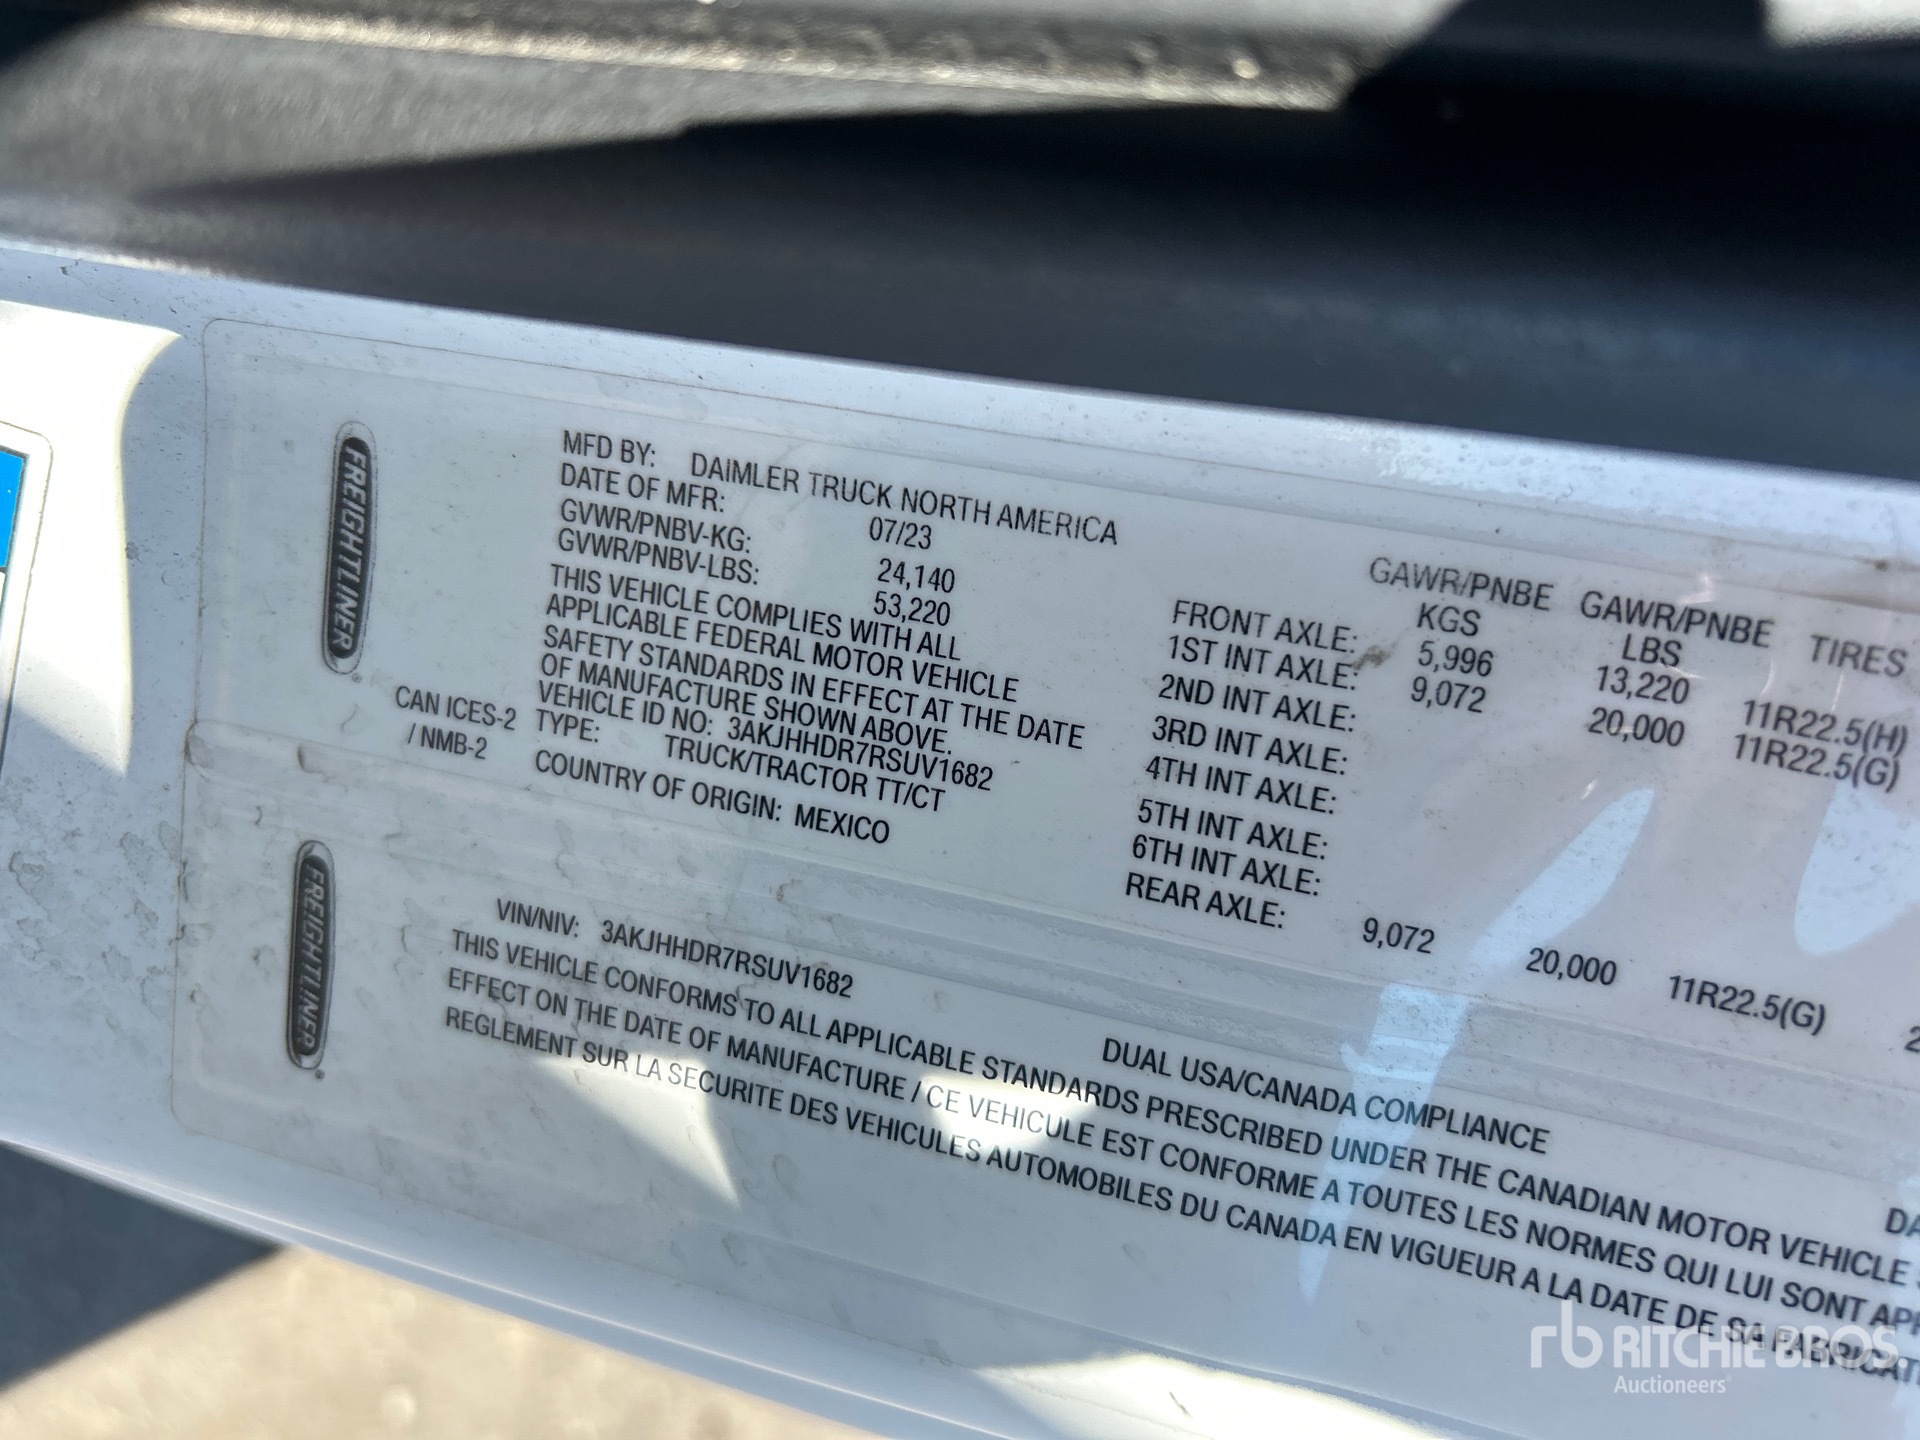 FREIGHTLINER
MFD BY: DAIMLER TRUCK NORTH AMERICA
DATE OF MFR: 07/23
GVWR/PNBV-KG: 24,140
GVWR/PNBV-LBS: 53,220
THIS VEHICLE COMPLIES WITH ALL
APPLICABLE FEDERAL MOTOR VEHICLE
SAFETY STANDARDS IN EFFECT AT THE DATE
OF MANUFACTURE SHOWN ABOVE.
VEHICLE ID NO: 3AKJHHDR7RSUV1682
TYPE: TRUCK/TRACTOR TT/CT
COUNTRY OF ORIGIN: MEXICO
CAN ICES-2
/ NMB-2
GAWR/PNBE GAWR/PNBE TIRES
KGS LBS
FRONT AXLE: 5,996 13,220 11R22.5(H)
1ST INT AXLE: 9,072 20,000 11R22.5(G)
2ND INT AXLE:
3RD INT AXLE:
4TH INT AXLE:
5TH INT AXLE:
6TH INT AXLE:
REAR AXLE: 9,072 20,000 11R22.5(G)
FREIGHTLINER
DUAL USA/CANADA COMPLIANCE
VIN/NIV: 3AKJHHDR7RSUV1682
THIS VEHICLE CONFORMS TO ALL APPLICABLE STANDARDS PRESCRIBED UNDER THE CANADIAN MOTOR VEHICLE
EFFECT ON THE DATE OF MANUFACTURE / CE VEHICULE EST CONFORME A TOUTES LES NORMES QUI LUI SONT
REGLEMENT SUR LA SECURITE DES VEHICULES AUTOMOBILES DU CANADA EN VIGUEUR A LA DATE DE SA FABRICAT
rb RITCHIE BROS
Auctioneers